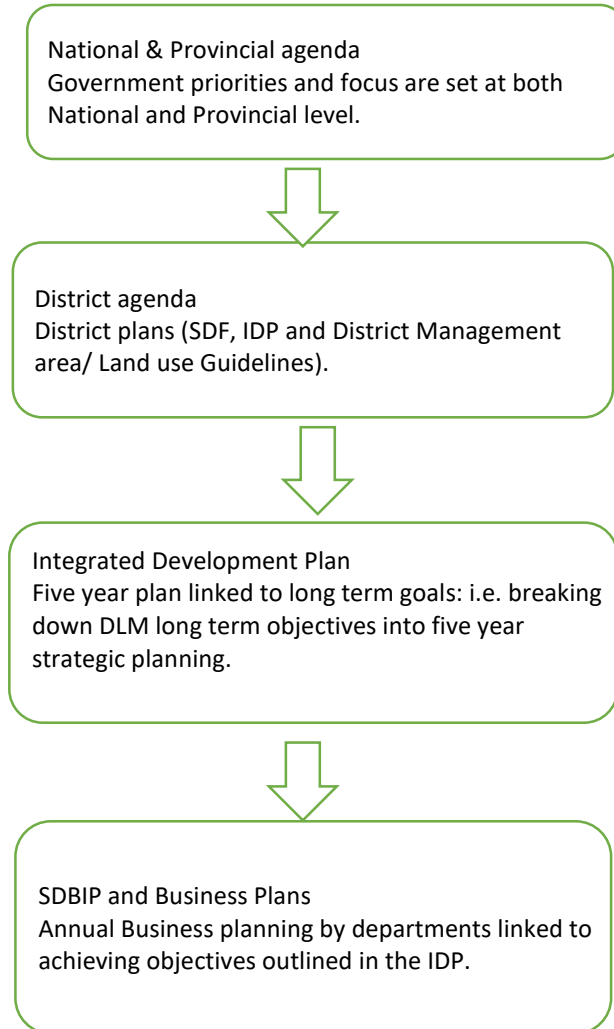 National & Provincial agenda
Government priorities and focus are set at both
National and Provincial level.
District agenda
District plans (SDF, IDP and District Management
area/ Land use Guidelines).
Integrated Development Plan
Five year plan linked to long term goals: i.e. breaking
down DLM long term objectives into five year
strategic planning.
SDBIP and Business Plans
Annual Business planning by departments linked to
achieving objectives outlined in the IDP.